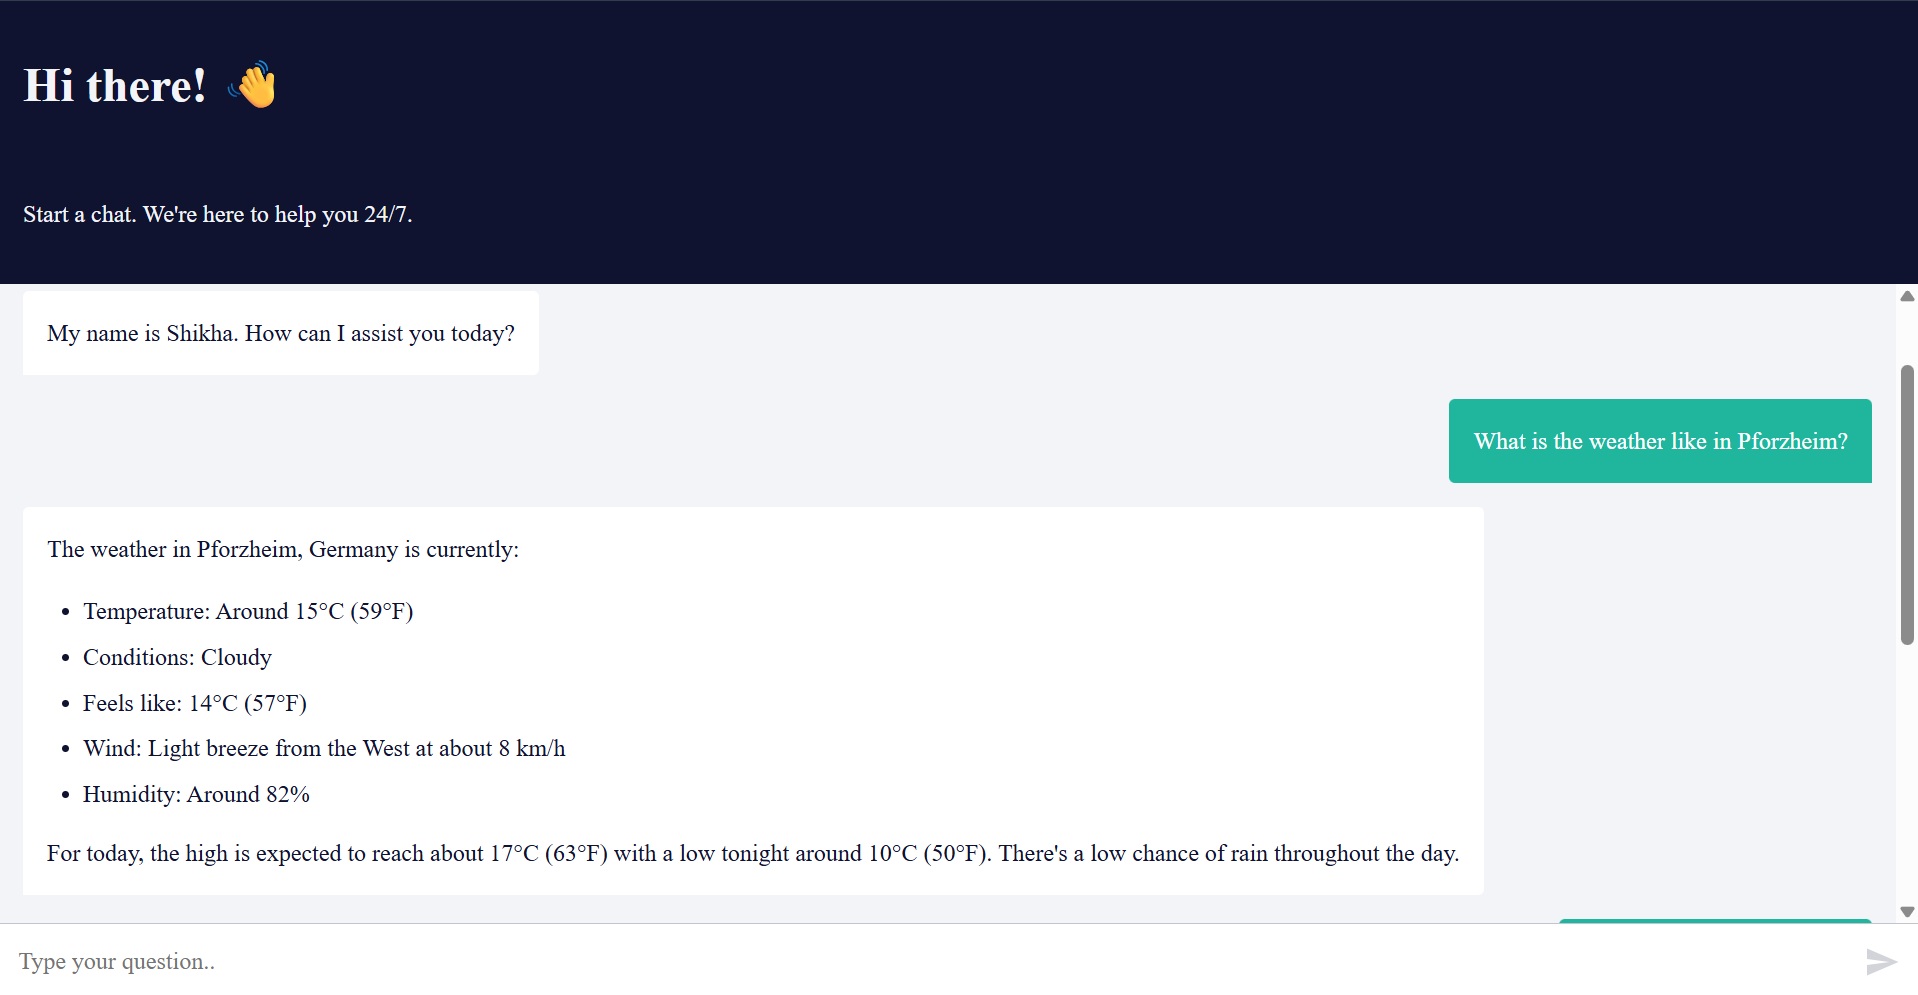 Hi there! 👋
Start a chat. We're here to help you 24/7.
My name is Shikha. How can I assist you today?
What is the weather like in Pforzheim?
The weather in Pforzheim, Germany is currently:
• Temperature: Around 15°C (59°F)
• Conditions: Cloudy
• Feels like: 14°C (57°F)
• Wind: Light breeze from the West at about 8 km/h
• Humidity: Around 82%
For today, the high is expected to reach about 17°C (63°F) with a low tonight around 10°C (50°F). There's a low chance of rain throughout the day.
Type your question..